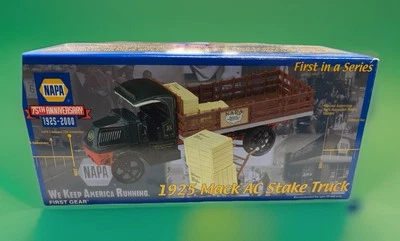 First in a Series
NAPA
75TH ANNIVERSARY
1925-2000
NAPA
NAPA
WE KEEP AMERICA RUNNING.
1925 Mack AC Stake Truck
FIRST GEAR